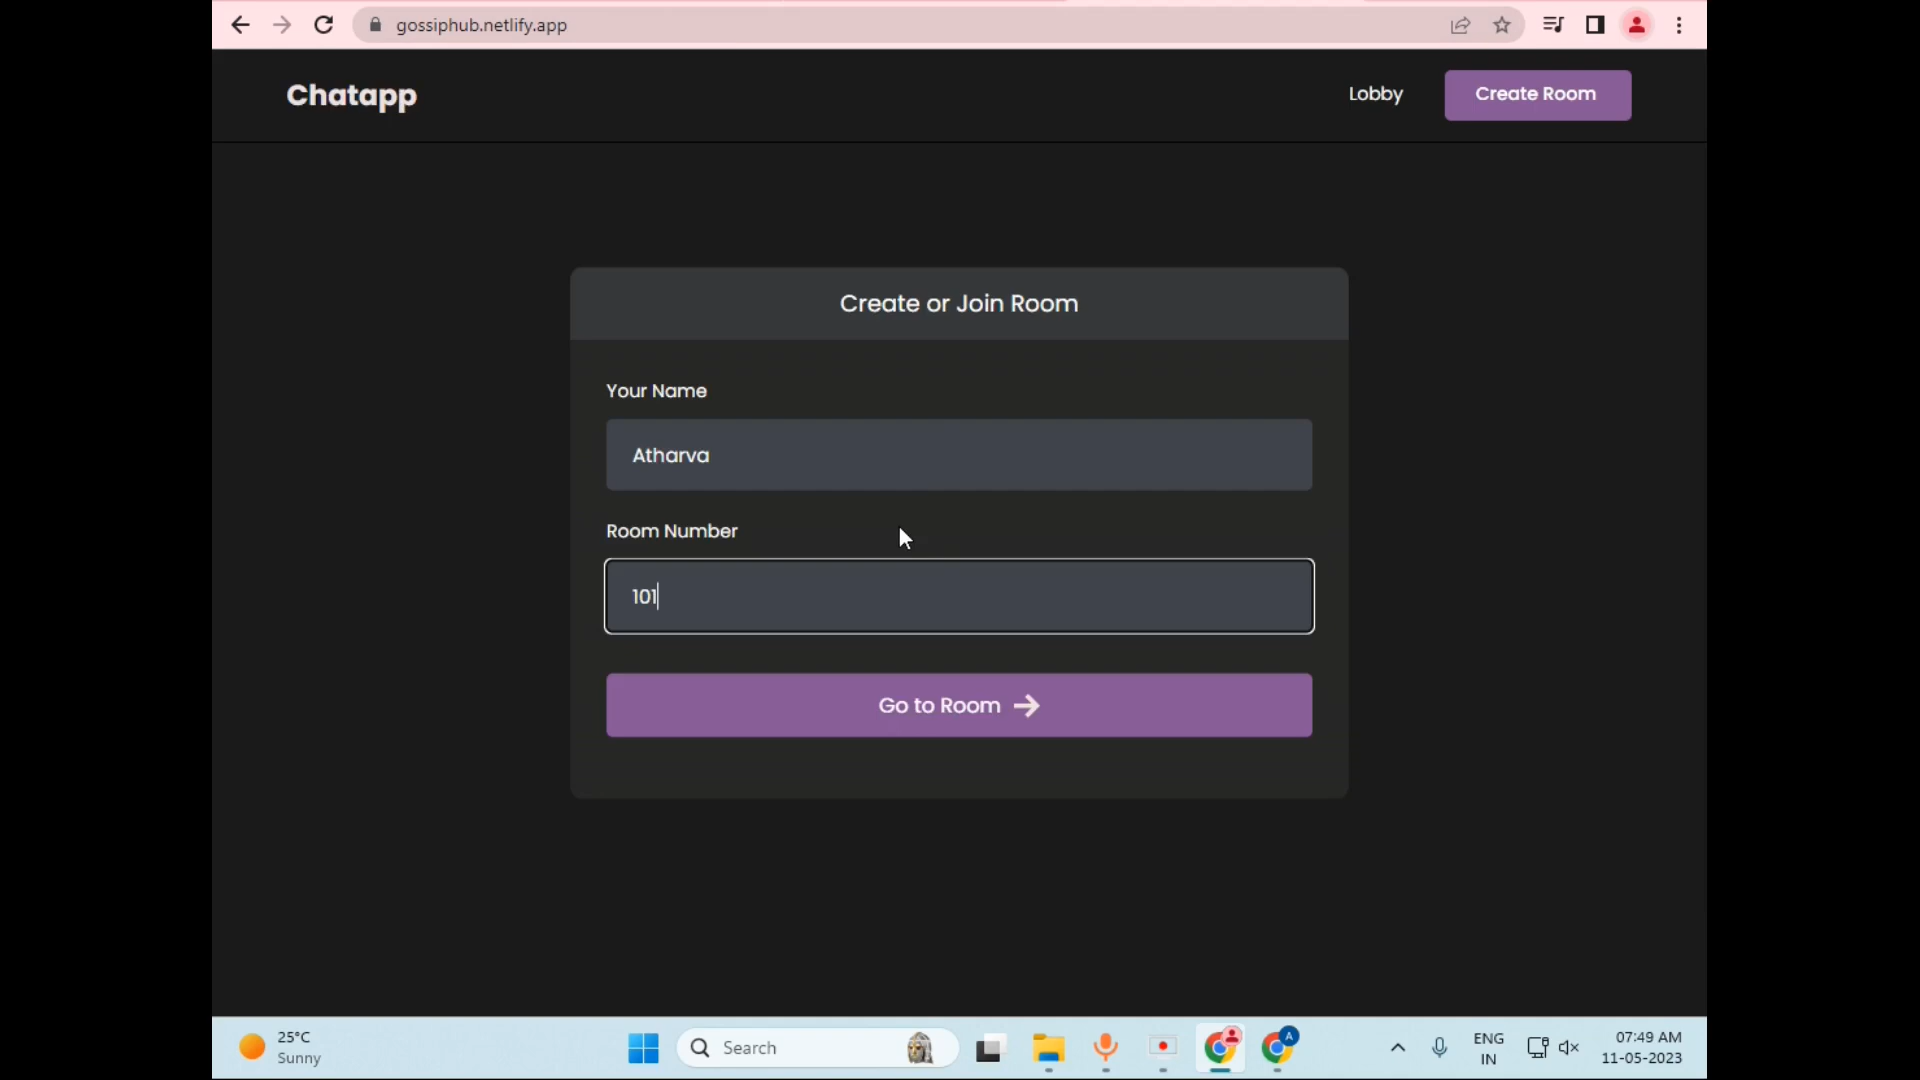 gossiphub.netlify.app
Chatapp
Lobby
Create Room
Create or Join Room
Your Name
Atharva
Room Number
101
Go to Room
25°C
Sunny
Search
A
ENG
IN
07:49 AM
11-05-2023